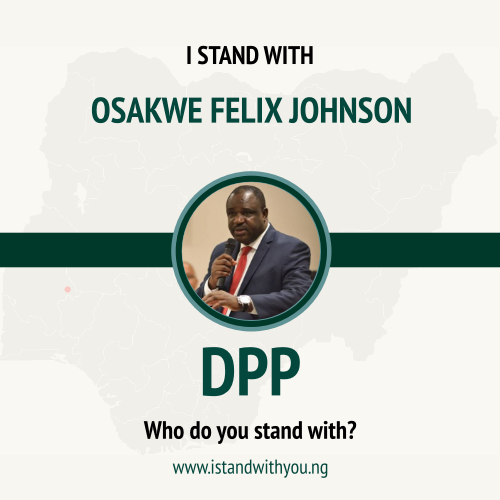 I STAND WITH
OSAKWE FELIX JOHNSON
DPP
Who do you stand with?
www.istandwithyou.ng